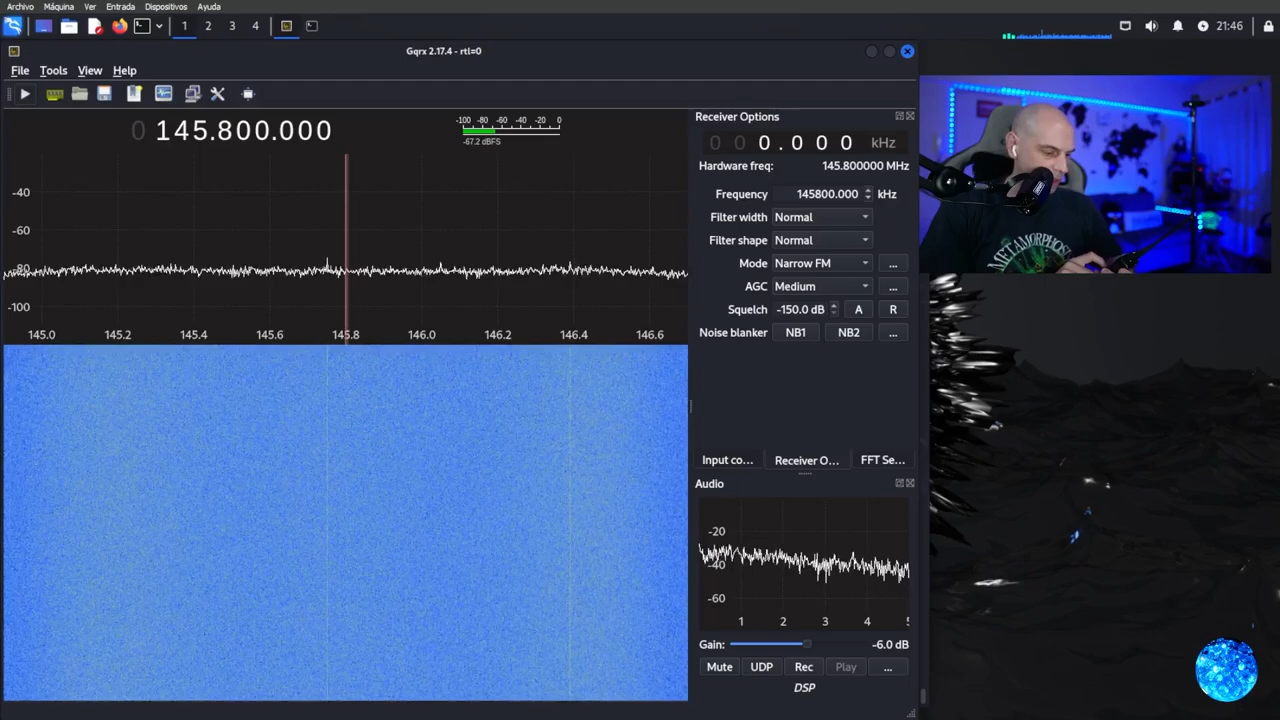 Archivo Máquina Ver Entrada Dispositivos Ayuda
1 2 3 4 21:46
Gqrx 2.17.4 - rtl=0
File Tools View Help
0 145.800.000
-100 -80 -60 -40 -20 0
-67.2 dBFS
-40
-60
-80
-100
145.0 145.2 145.4 145.6 145.8 146.0 146.2 146.4 146.6
Receiver Options
0 0 0.0 0 0 kHz
Hardware freq: 145.800000 MHz
Frequency 145800.000 kHz
Filter width Normal
Filter shape Normal
Mode Narrow FM ...
AGC Medium ...
Squelch -150.0 dB A R
Noise blanker NB1 NB2 ...
Input co... Receiver O... FFT Se...
Audio
-20
-40
-60
1 2 3 4 5
Gain: -6.0 dB
Mute UDP Rec Play ...
DSP
METAMORPHOSI